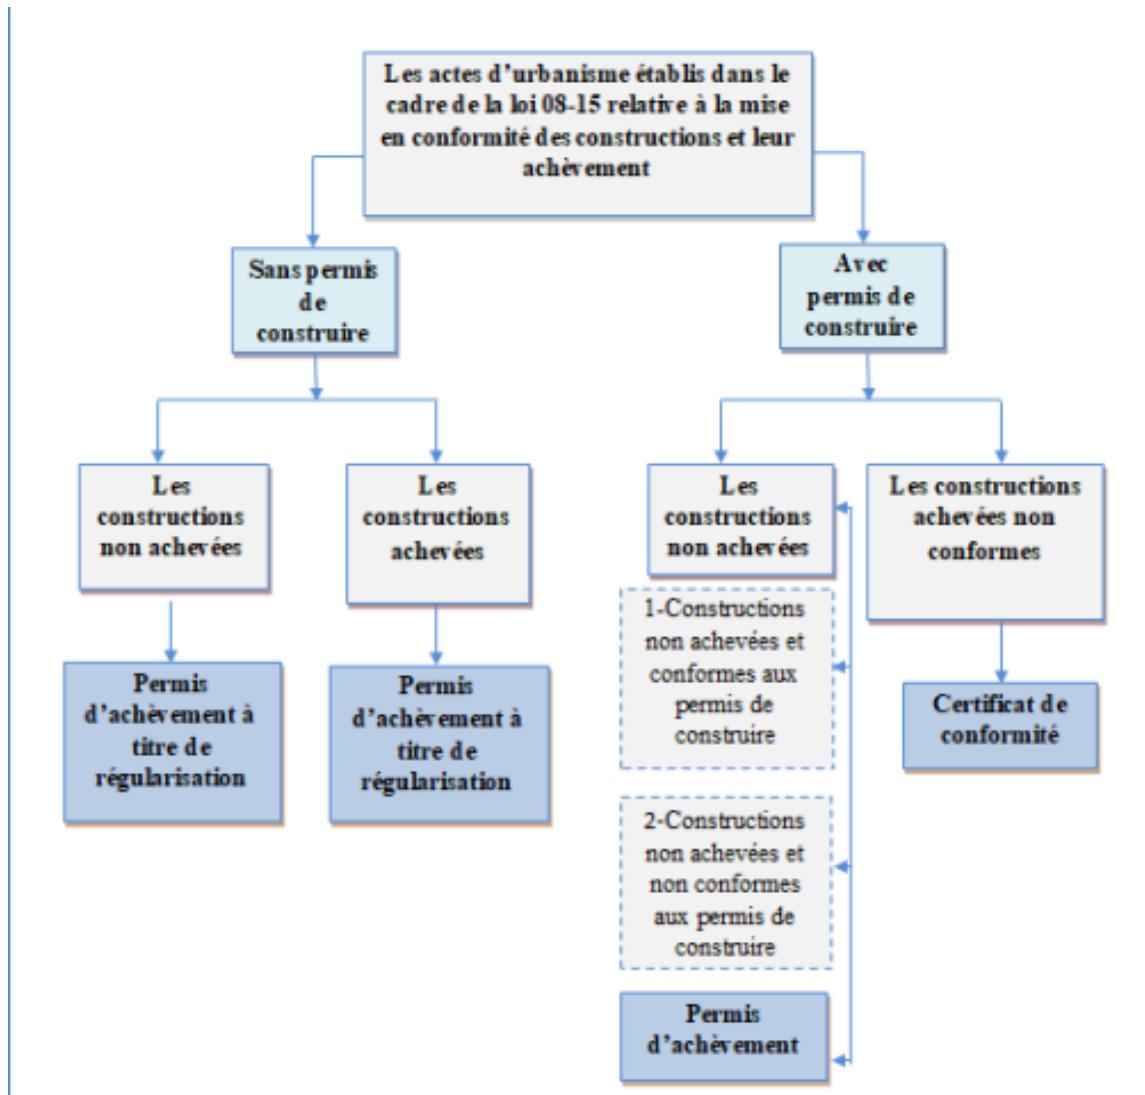 Les actes d'urbanisme établis dans le
cadre de la loi 08-15 relative à la mise
en conformité des constructions et leur
achèvement
Sans permis
de
construire
Avec
permis de
construire
Les
constructions
non achevées
Les
constructions
achevées
Les
constructions
non achevées
Les constructions
achevées non
conformes
1-Constructions
non achevées et
conformes aux
permis de
construire
Permis
d'achèvement à
titre de
régularisation
Permis
d'achèvement à
titre de
régularisation
Certificat de
conformité
2-Constructions
non achevées et
non conformes
aux permis de
construire
Permis
d'achèvement